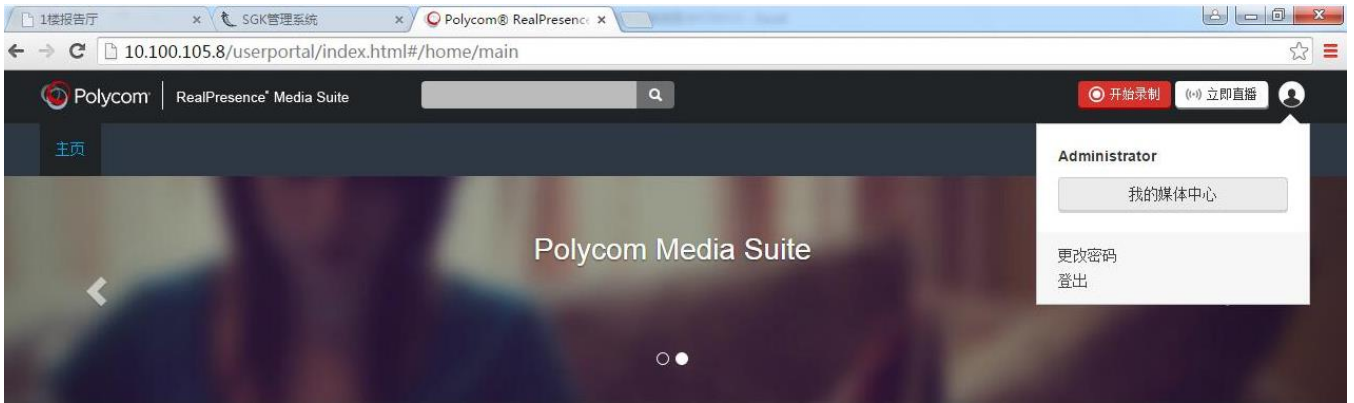 1楼报告厅
SGK管理系统
Polycom® RealPresence
10.100.105.8/userportal/index.html#/home/main
Polycom
RealPresence® Media Suite
开始录制
立即直播
主页
Administrator
我的媒体中心
Polycom Media Suite
更改密码
登出